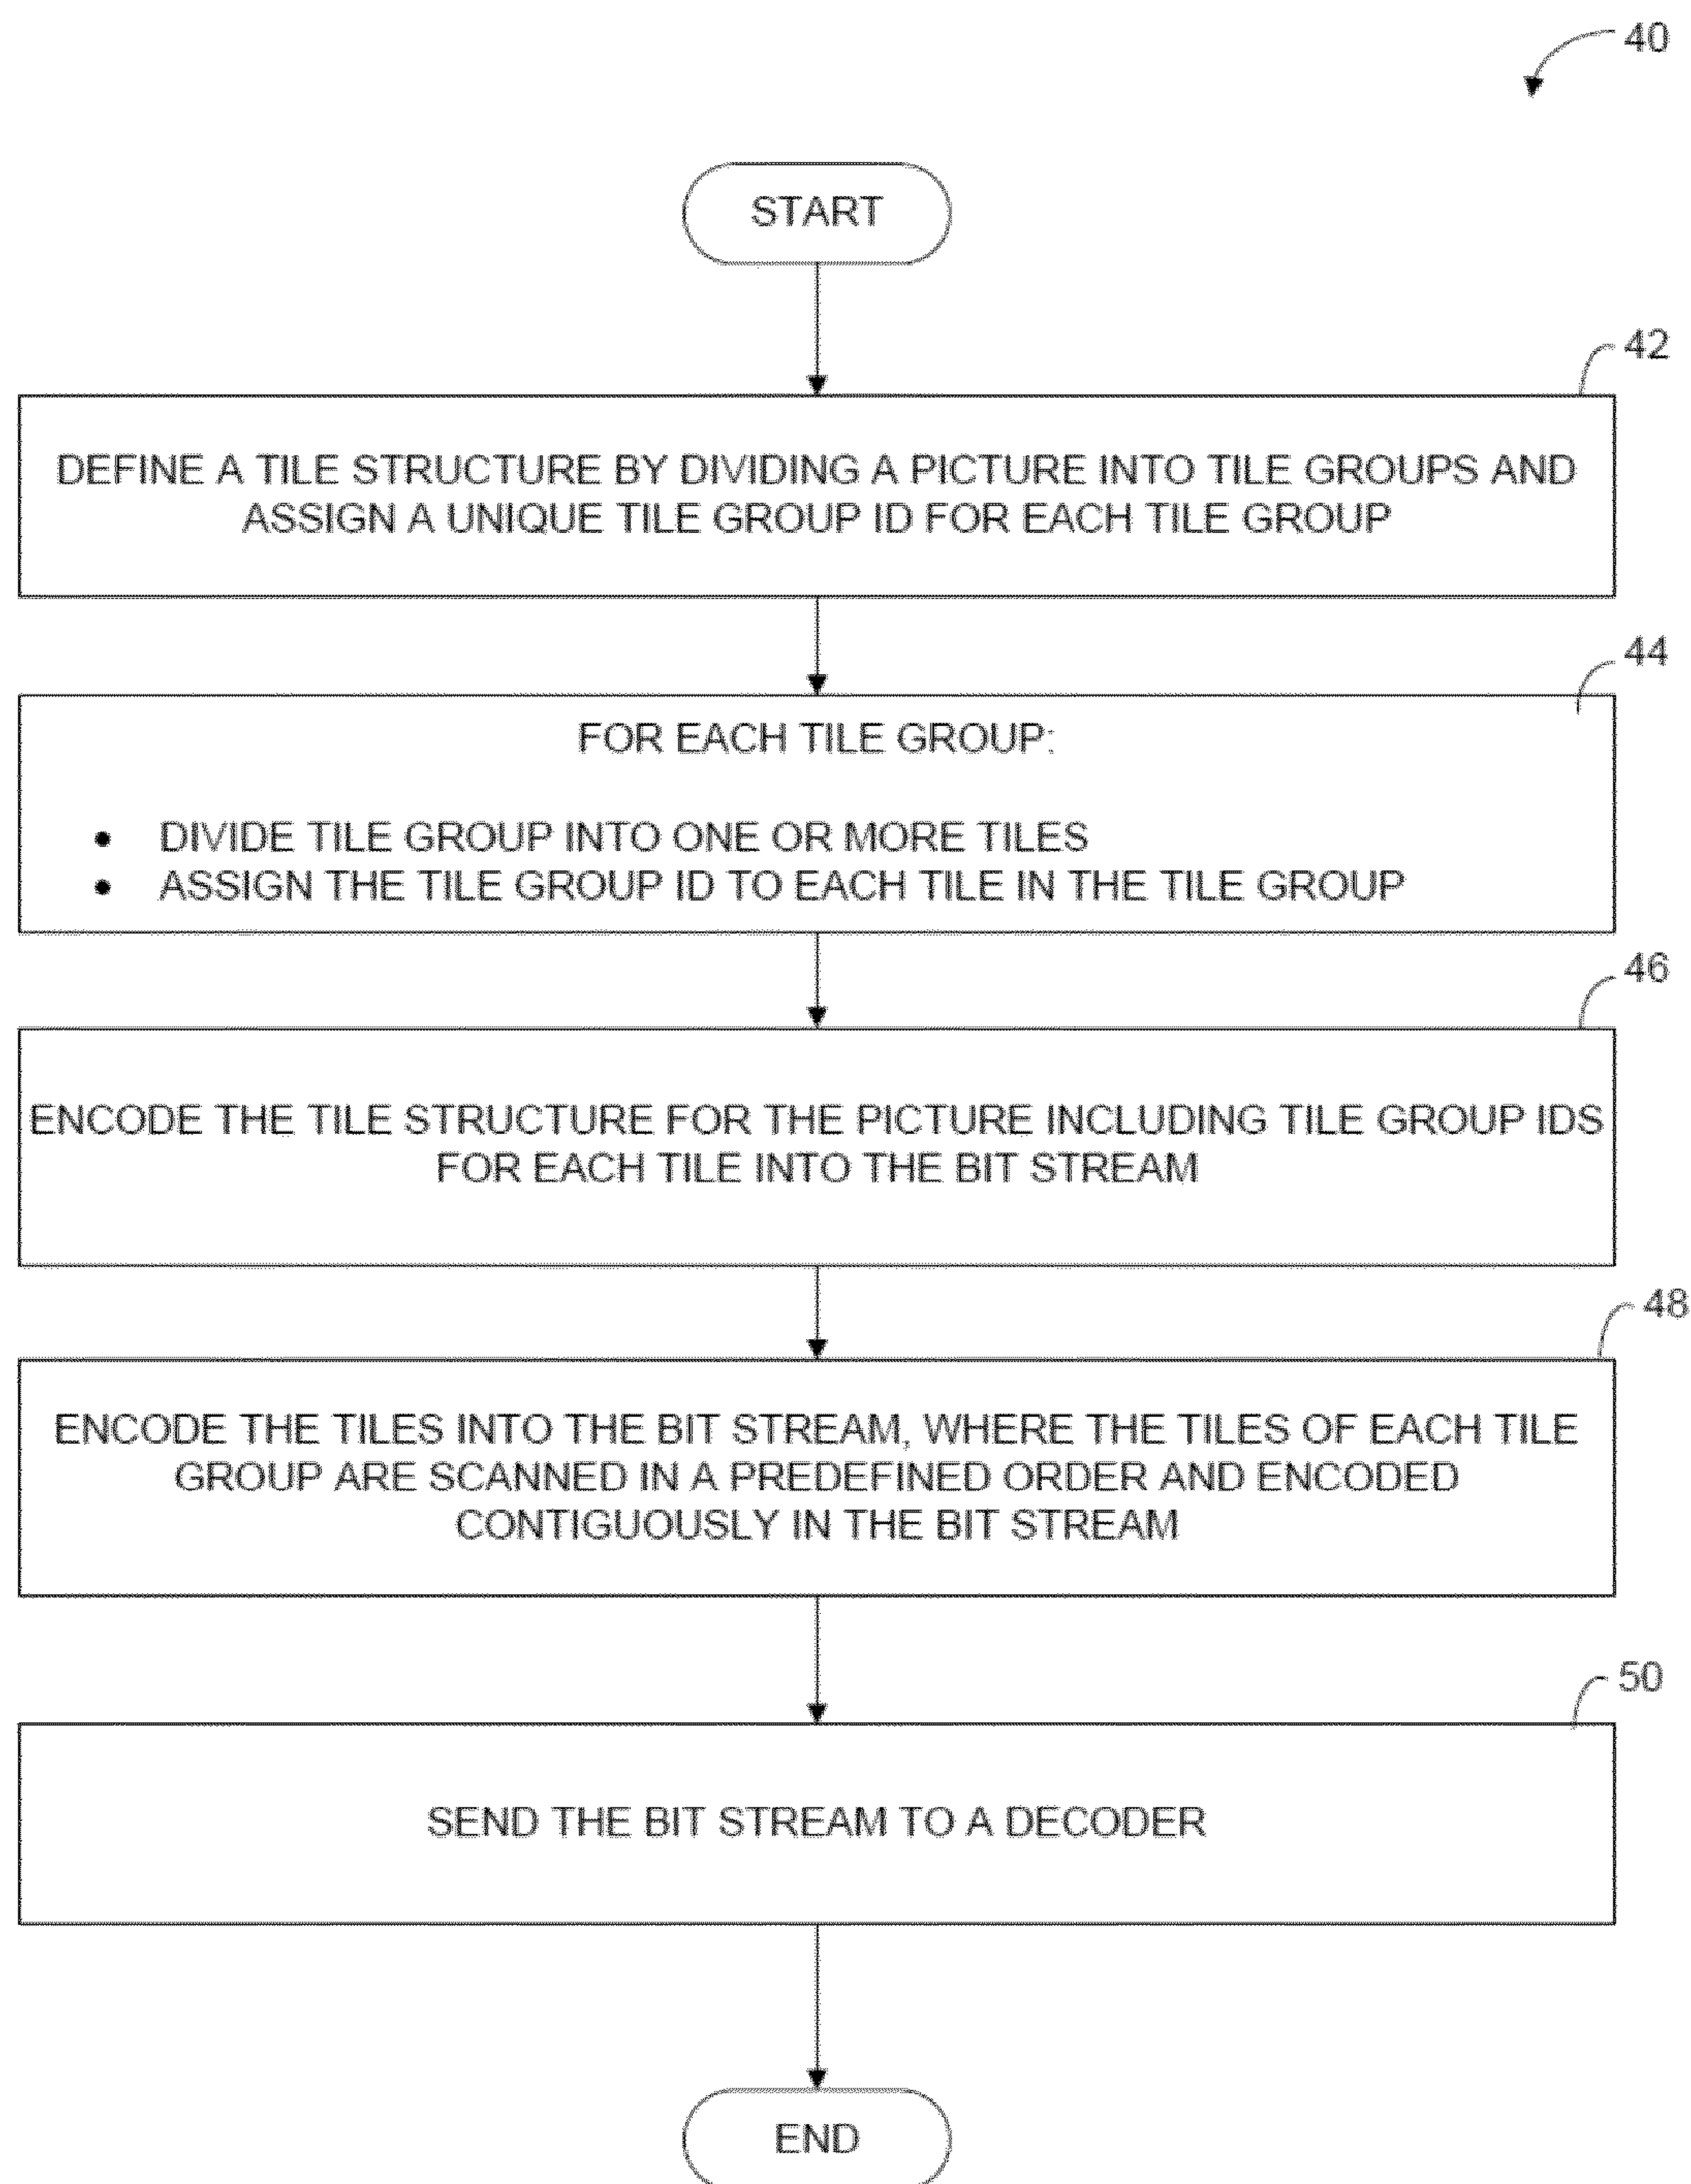 40
START
42
DEFINE A TILE STRUCTURE BY DIVIDING A PICTURE INTO TILE GROUPS AND
ASSIGN A UNIQUE TILE GROUP ID FOR EACH TILE GROUP
44
FOR EACH TILE GROUP:
• DIVIDE TILE GROUP INTO ONE OR MORE TILES
• ASSIGN THE TILE GROUP ID TO EACH TILE IN THE TILE GROUP
46
ENCODE THE TILE STRUCTURE FOR THE PICTURE INCLUDING TILE GROUP IDS
FOR EACH TILE INTO THE BIT STREAM
48
ENCODE THE TILES INTO THE BIT STREAM, WHERE THE TILES OF EACH TILE
GROUP ARE SCANNED IN A PREDEFINED ORDER AND ENCODED
CONTIGUOUSLY IN THE BIT STREAM
50
SEND THE BIT STREAM TO A DECODER
END